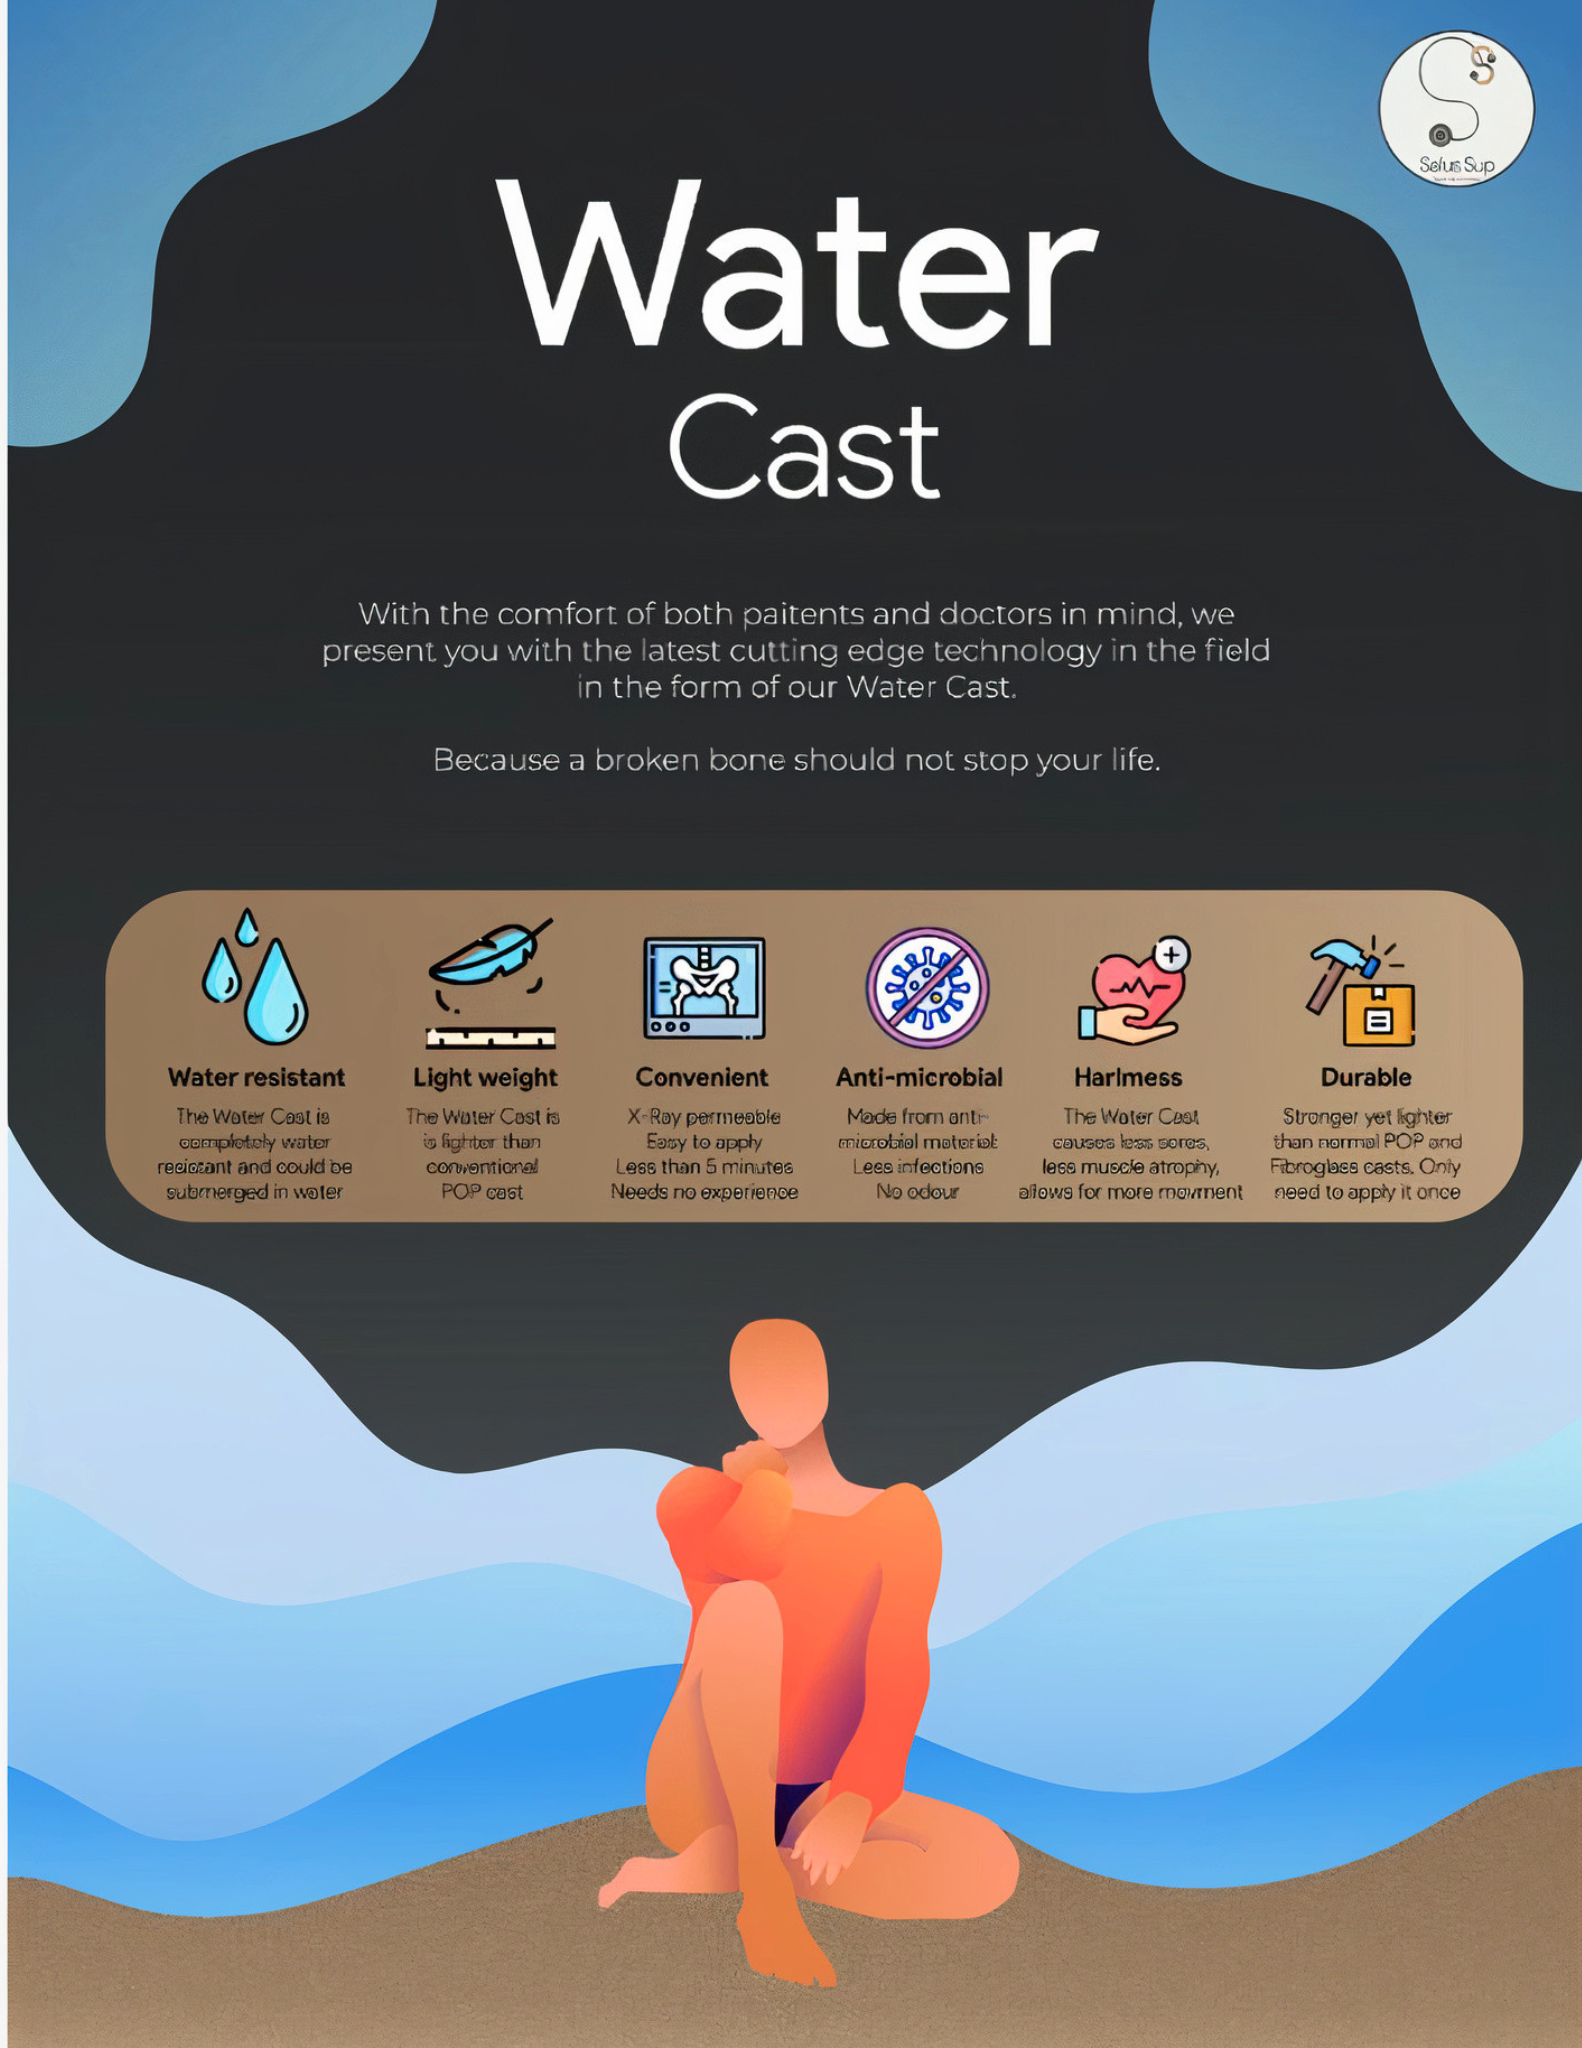 Selus Sup
Water
Cast
With the comfort of both paitents and doctors in mind, we
present you with the latest cutting edge technology in the field
in the form of our Water Cast.
Because a broken bone should not stop your life.
Water resistant
The Water Cast is
completely water
resistant and could be
submerged in water
Light weight
The Water Cast is
is lighter than
conventional
POP cast
Convenient
X-Ray permeable
Easy to apply
Less than 5 minutes
Needs no experience
Anti-microbial
Made from anti-
microbial material
Less infections
No odour
Harlmess
The Water Cast
causes less sores,
less muscle atrophy,
allows for more movment
Durable
Stronger yet lighter
than normal POP and
Fibroglass casts. Only
need to apply it once